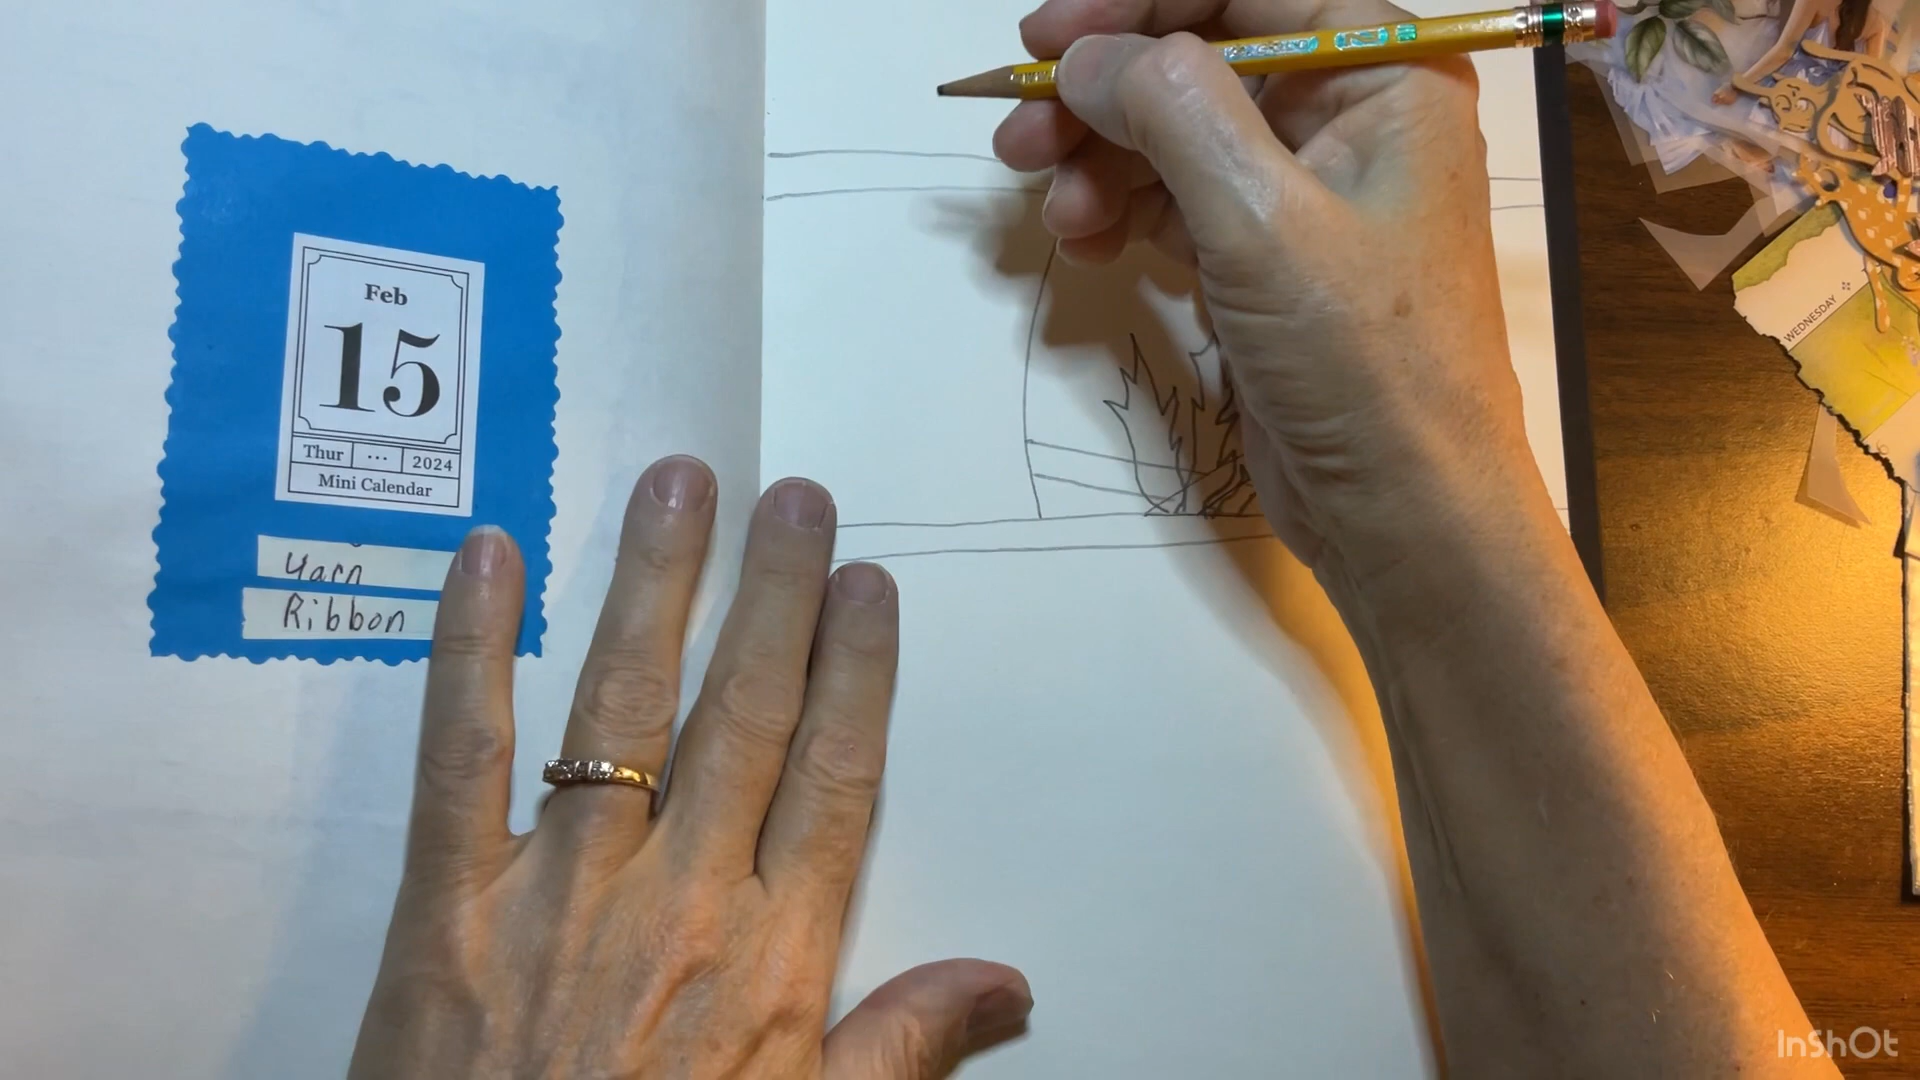 Feb
15
Thur ... 2024
Mini Calendar
Yarn
Ribbon
WEDNESDAY
InShOt